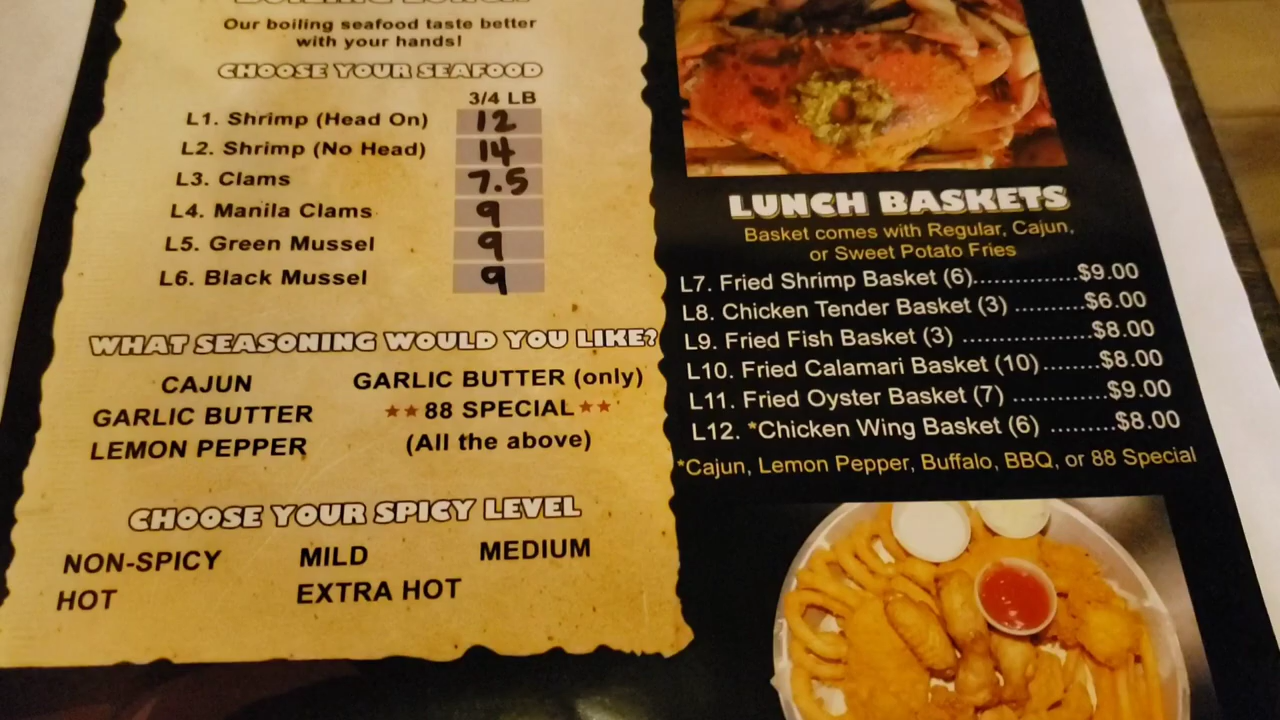 Our boiling seafood taste better
with your hands!
CHOOSE YOUR SEAFOOD
3/4 LB
L1. Shrimp (Head On) 12
L2. Shrimp (No Head) 14
L3. Clams 7.5
L4. Manila Clams 9
L5. Green Mussel 9
L6. Black Mussel 9
WHAT SEASONING WOULD YOU LIKE?
CAJUN GARLIC BUTTER (only)
GARLIC BUTTER ★★88 SPECIAL★★
LEMON PEPPER (All the above)
CHOOSE YOUR SPICY LEVEL
NON-SPICY MILD MEDIUM
HOT EXTRA HOT
LUNCH BASKETS
Basket comes with Regular, Cajun,
or Sweet Potato Fries
L7. Fried Shrimp Basket (6)...............$9.00
L8. Chicken Tender Basket (3) ..........$6.00
L9. Fried Fish Basket (3) ...................$8.00
L10. Fried Calamari Basket (10)........$8.00
L11. Fried Oyster Basket (7) ..............$9.00
L12. *Chicken Wing Basket (6) .........$8.00
*Cajun, Lemon Pepper, Buffalo, BBQ, or 88 Special